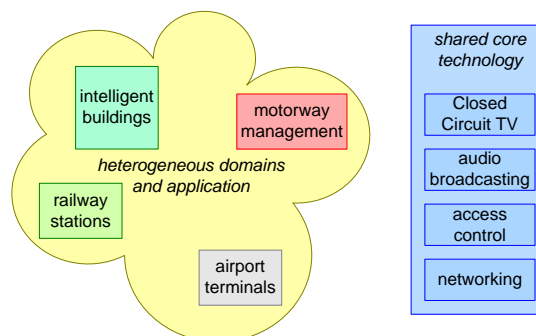 intelligent
buildings
motorway
management
heterogeneous domains
and application
railway
stations
airport
terminals
shared core
technology
Closed
Circuit TV
audio
broadcasting
access
control
networking